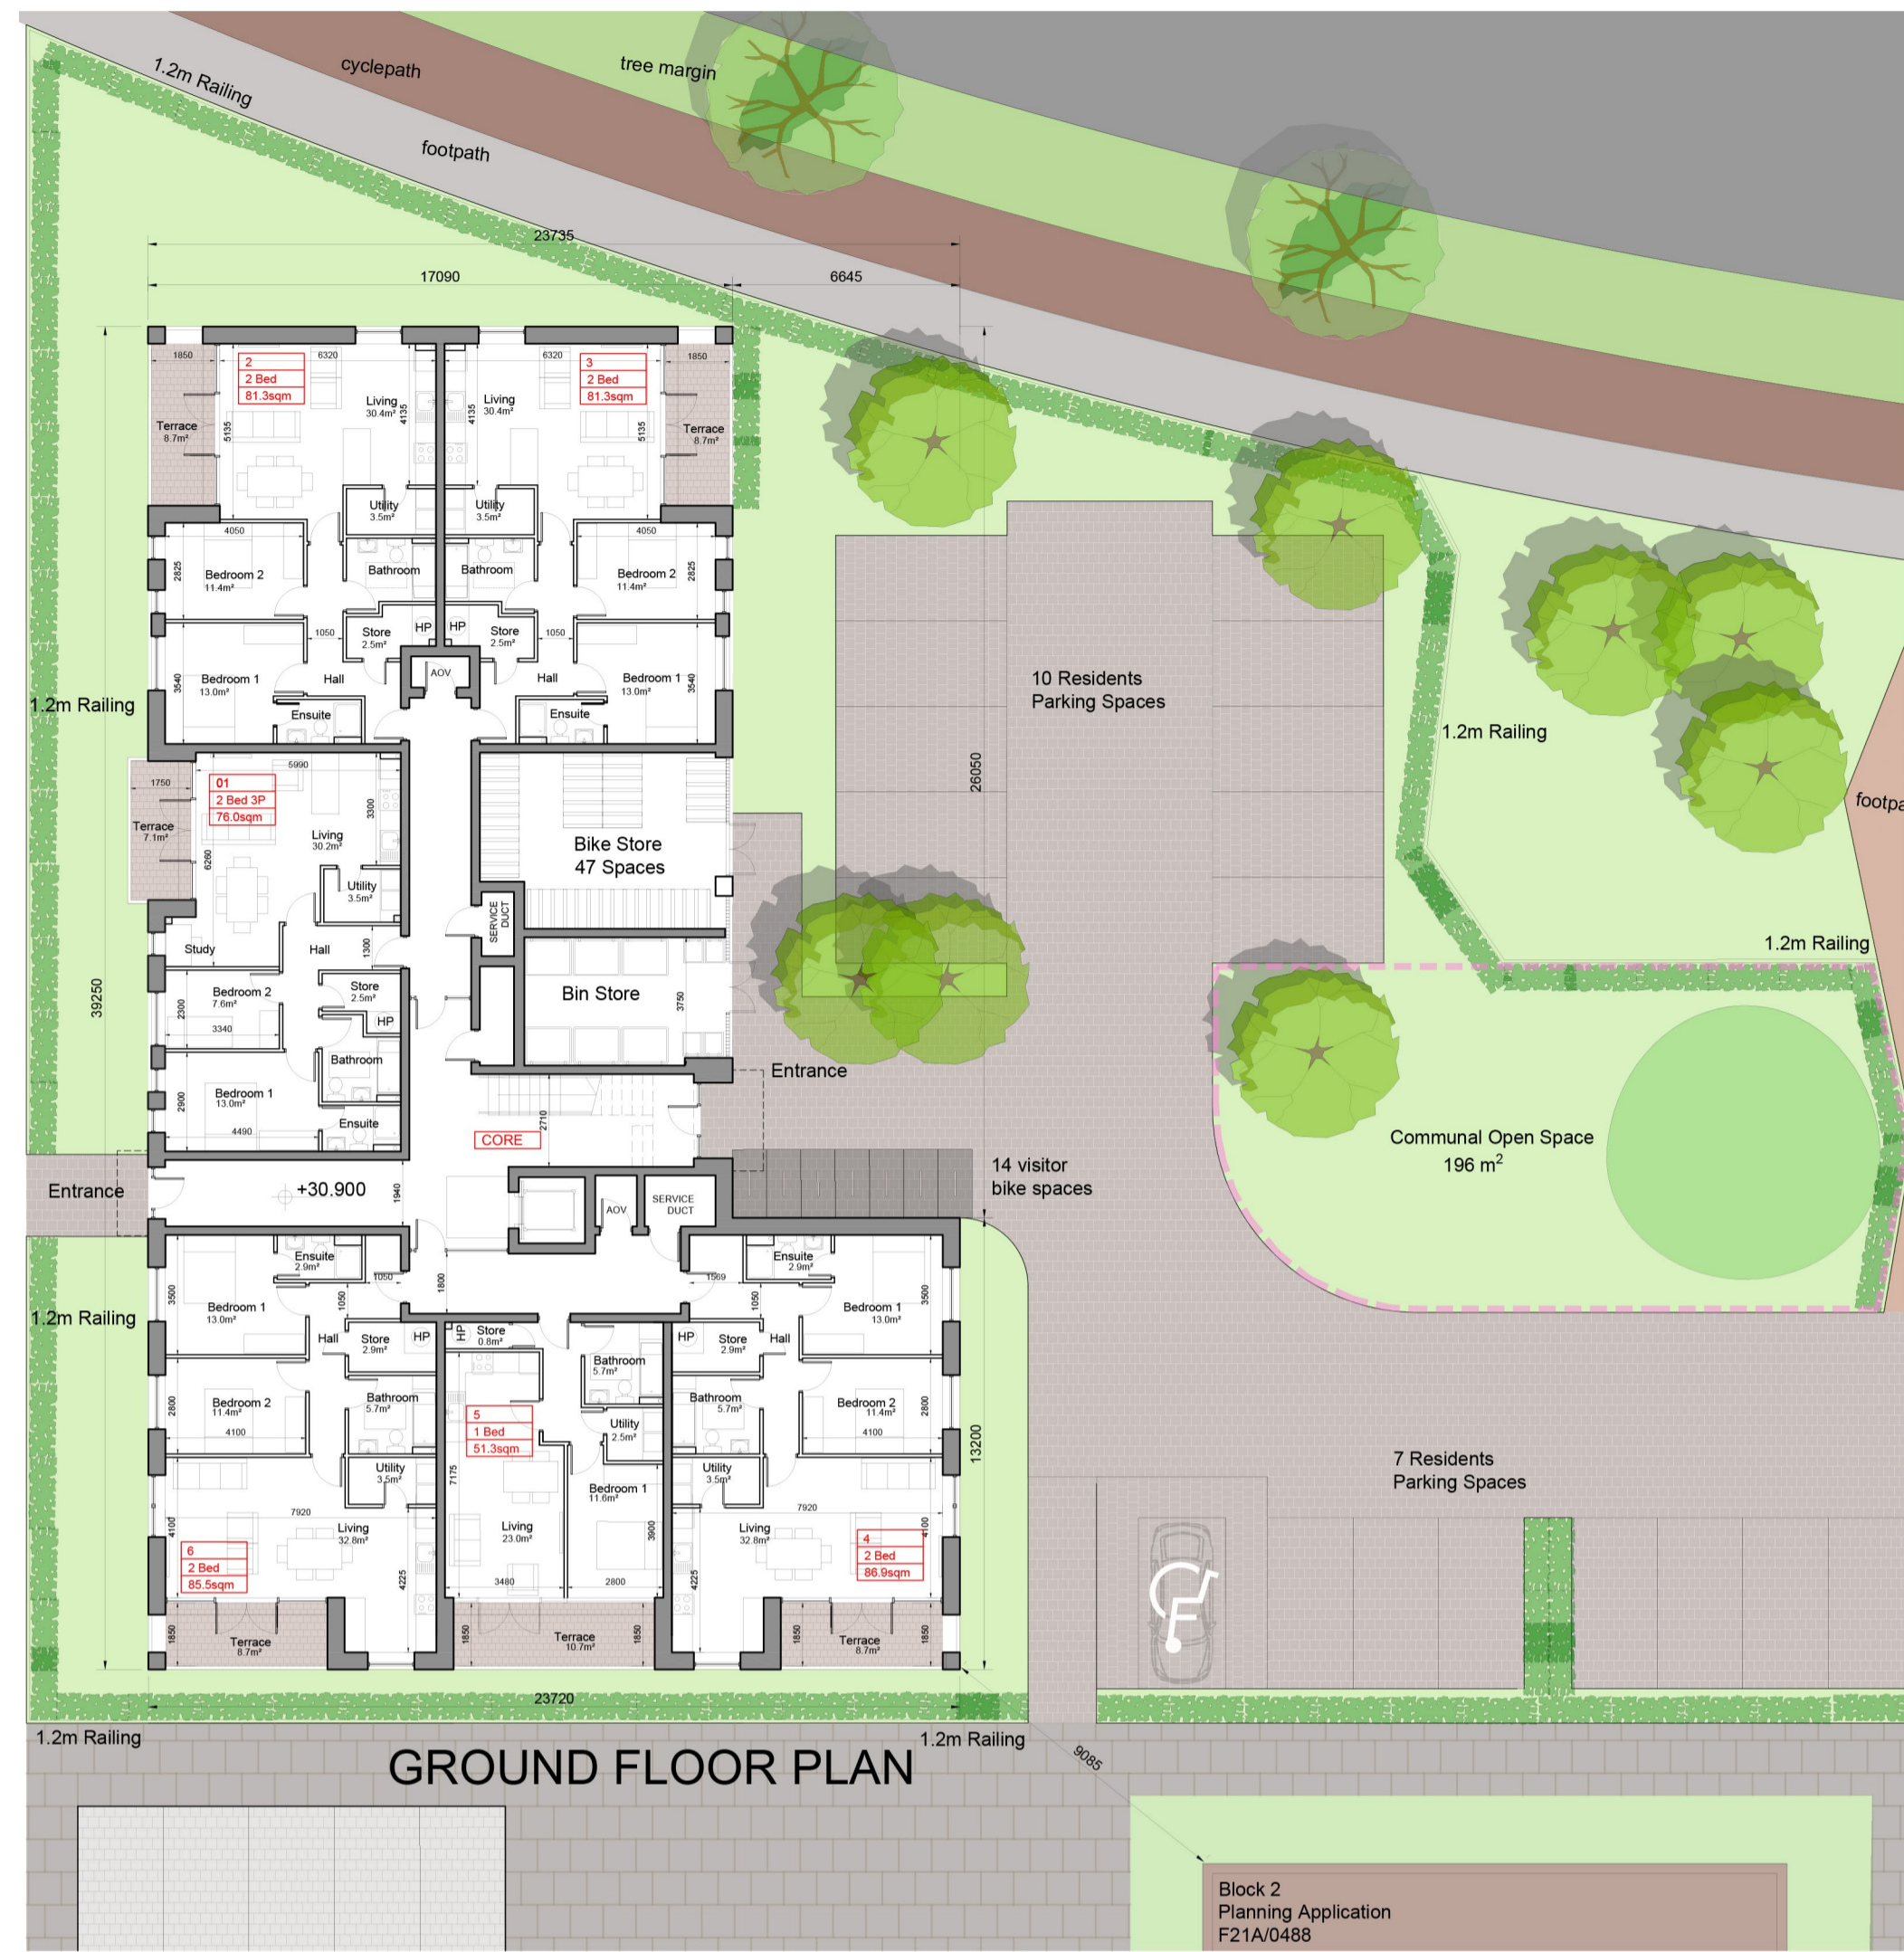 1.2m Railing
cyclepath
tree margin
footpath
23735
17090
6645
1850
2
2 Bed
81.3sqm
6320
Living
30.4m²
4135
5135
Terrace
8.7m²
Utility
3.5m²
6320
3
2 Bed
81.3sqm
1850
Living
30.4m²
4135
5135
Terrace
8.7m²
Utility
3.5m²
4050
2825
Bedroom 2
11.4m²
Bathroom
Bathroom
4050
Bedroom 2
11.4m²
2825
HP
HP
Store
2.5m²
1050
Store
2.5m²
1050
AOV
3540
Bedroom 1
13.0m²
Hall
Ensuite
Hall
Bedroom 1
13.0m²
3540
Ensuite
1.2m Railing
10 Residents
Parking Spaces
1.2m Railing
26050
footpa
1750
5990
01
2 Bed 3P
76.0sqm
3300
Terrace
7.1m²
Living
30.2m²
6260
Utility
3.5m²
Bike Store
47 Spaces
SERVICE
DUCT
Study
Hall
1300
1.2m Railing
39250
Bedroom 2
7.6m²
2300
3340
Store
2.5m²
HP
Bin Store
3750
Bathroom
Entrance
Bedroom 1
13.0m²
2900
4490
Ensuite
2710
CORE
Communal Open Space
196 m²
14 visitor
bike spaces
Entrance
+30.900
1940
AOV
SERVICE
DUCT
Ensuite
2.9m²
1050
1800
1569
Ensuite
2.9m²
3500
Bedroom 1
13.0m²
1050
1050
Bedroom 1
13.0m²
3500
1.2m Railing
Hall
Store
2.9m²
HP
HP
Store
0.8m²
HP
Store
2.9m²
Hall
Bathroom
5.7m²
2800
Bedroom 2
11.4m²
4100
Bathroom
5.7m²
5
1 Bed
51.3sqm
Utility
2.5m²
Bathroom
5.7m²
Bedroom 2
11.4m²
4100
2800
13200
7 Residents
Parking Spaces
Utility
3.5m²
7175
Bedroom 1
11.6m²
Utility
3.5m²
7920
4100
Living
32.8m²
Living
23.0m²
3900
7920
Living
32.8m²
4100
6
2 Bed
85.5sqm
4225
3480
2800
4225
4
2 Bed
86.9sqm
1850
Terrace
8.7m²
1850
Terrace
10.7m²
1850
1850
Terrace
8.7m²
1850
23720
1.2m Railing
1.2m Railing
GROUND FLOOR PLAN
9085
Block 2
Planning Application
F21A/0488